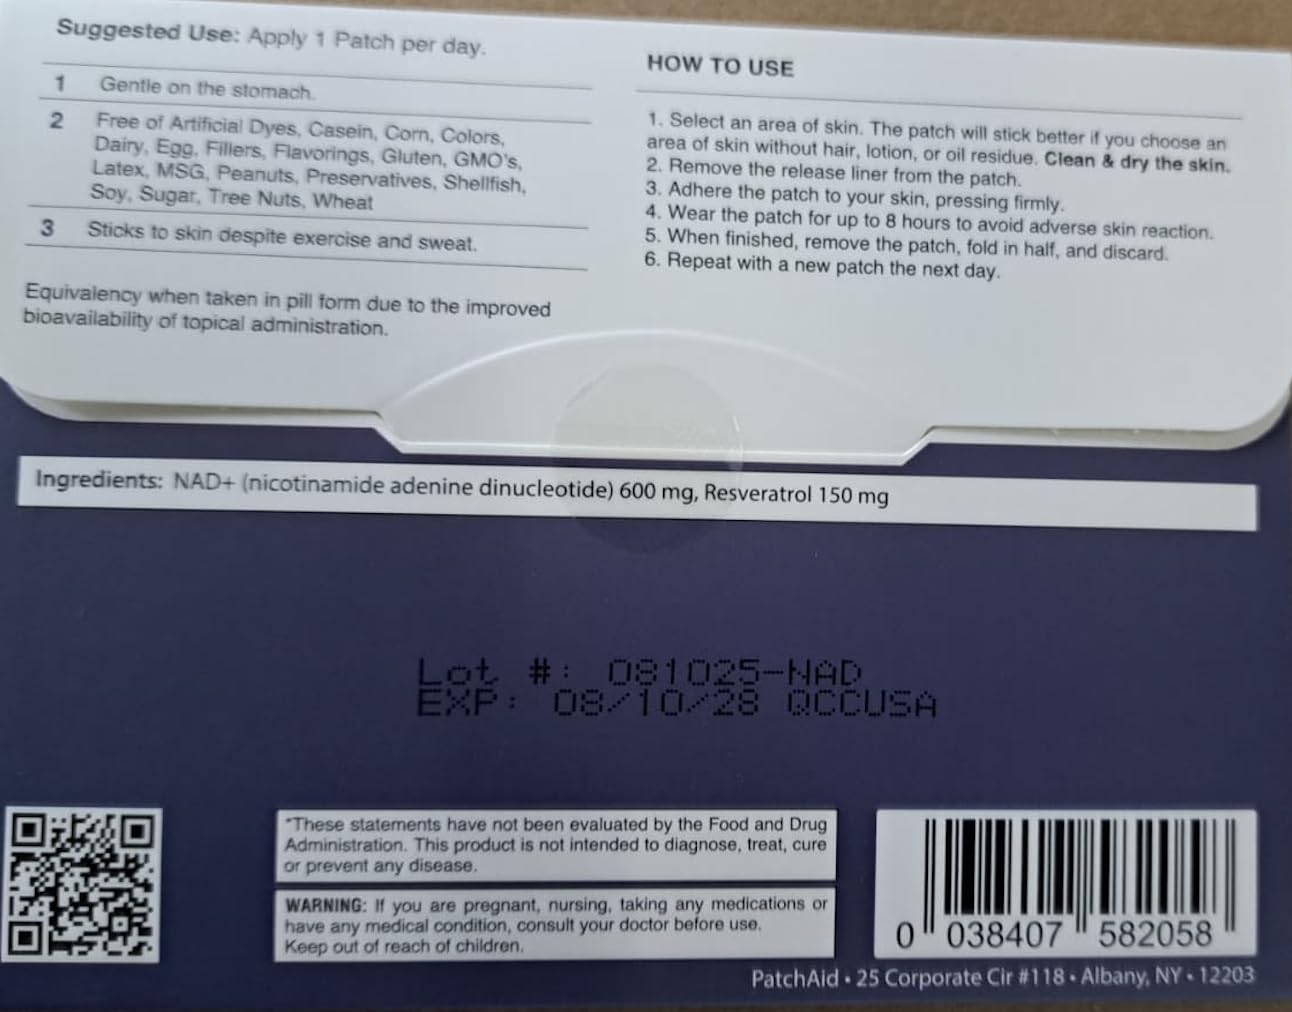 Suggested Use: Apply 1 Patch per day.
1 Gentle on the stomach.
2 Free of Artificial Dyes, Casein, Corn, Colors,
Dairy, Egg, Fillers, Flavorings, Gluten, GMO's,
Latex, MSG, Peanuts, Preservatives, Shellfish,
Soy, Sugar, Tree Nuts, Wheat
3 Sticks to skin despite exercise and sweat.
Equivalency when taken in pill form due to the improved
bioavailability of topical administration.
HOW TO USE
1. Select an area of skin. The patch will stick better if you choose an
area of skin without hair, lotion, or oil residue. Clean & dry the skin.
2. Remove the release liner from the patch.
3. Adhere the patch to your skin, pressing firmly.
4. Wear the patch for up to 8 hours to avoid adverse skin reaction.
5. When finished, remove the patch, fold in half, and discard.
6. Repeat with a new patch the next day.
Ingredients: NAD+ (nicotinamide adenine dinucleotide) 600 mg, Resveratrol 150 mg
Lot #: 081025-NAD
EXP: 08/10/28 QCCUSA
*These statements have not been evaluated by the Food and Drug
Administration. This product is not intended to diagnose, treat, cure
or prevent any disease.
WARNING: If you are pregnant, nursing, taking any medications or
have any medical condition, consult your doctor before use.
Keep out of reach of children.
0 038407 582058
PatchAid • 25 Corporate Cir #118 • Albany, NY • 12203